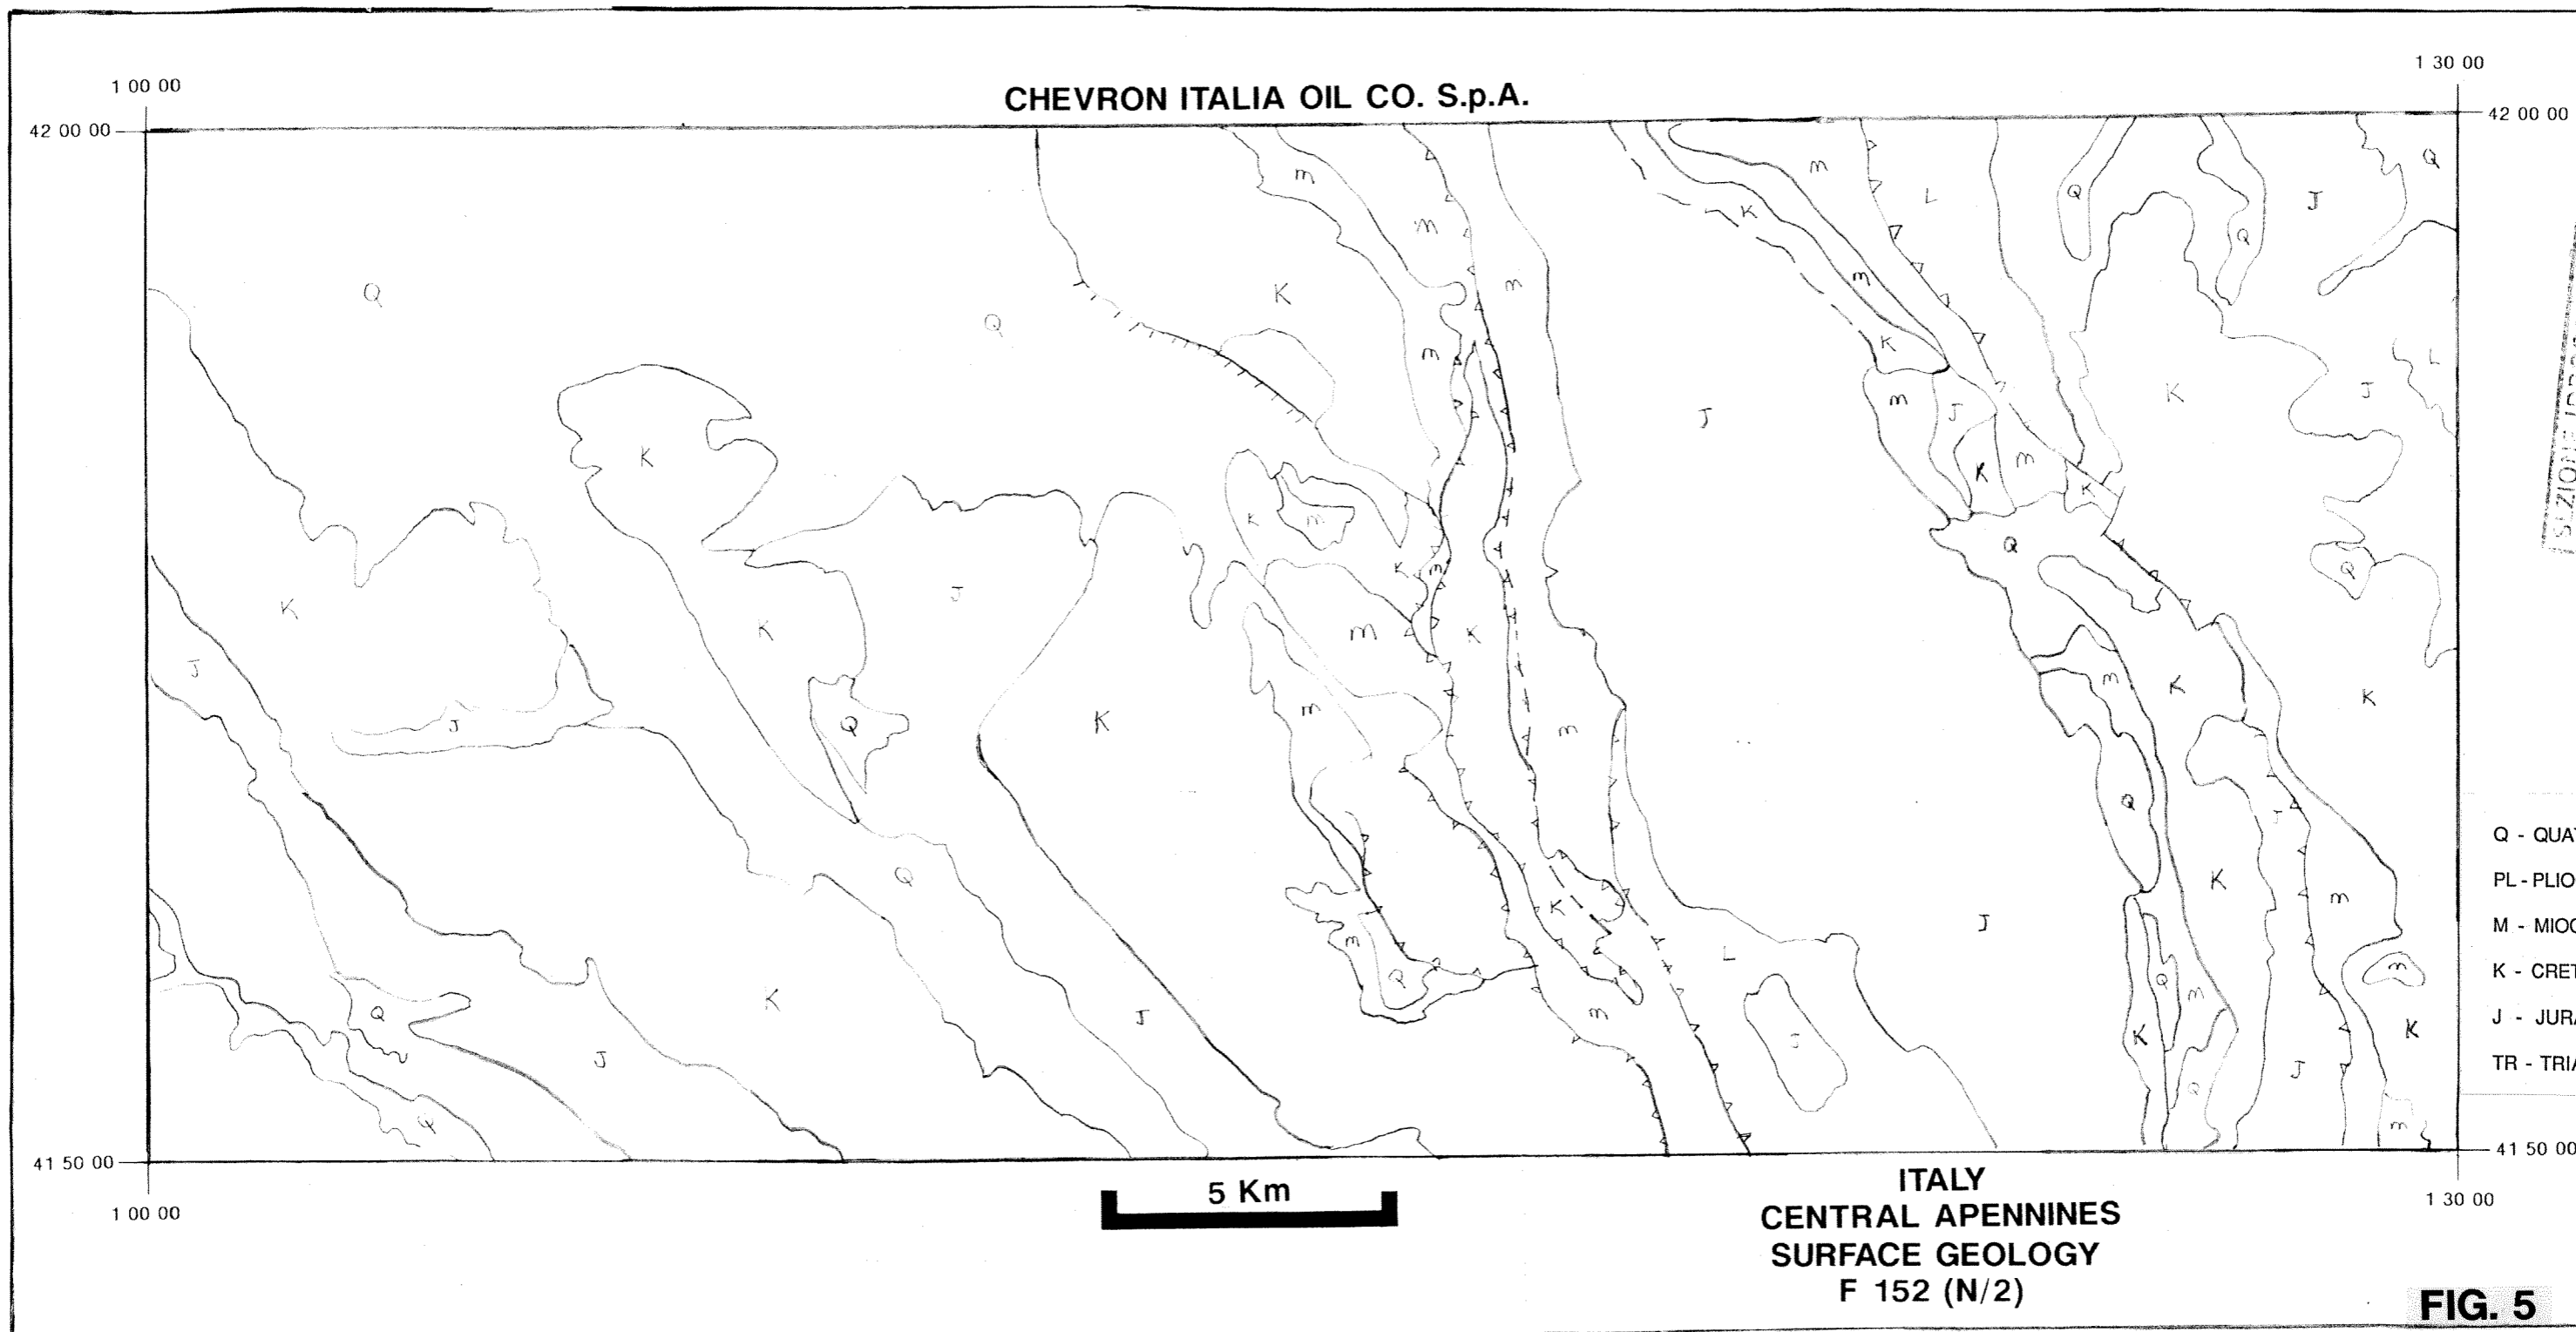 1 00 00
1 30 00
CHEVRON ITALIA OIL CO. S.p.A.
42 00 00
42 00 00
Q
m
m
m
m
K
L
Q
Q
J
Q
Q
Q
K
m
m
K
J
K
m
J
K
m
K
K
J
L
K
K
m
Q
Q
K
J
K
K
m
m
K
J
J
K
Q
K
m
m
m
K
K
Q
J
K
Q
K
m
J
L
m
Q
m
Q
m
m
K
Q
K
J
J
J
m
K
J
Q
Q
m
Q - QUA
PL - PLIO
M - MIO
K - CRET
J - JUR
TR - TRI
41 50 00
41 50 00
1 00 00
1 30 00
5 Km
ITALY
CENTRAL APENNINES
SURFACE GEOLOGY
F 152 (N/2)
FIG. 5